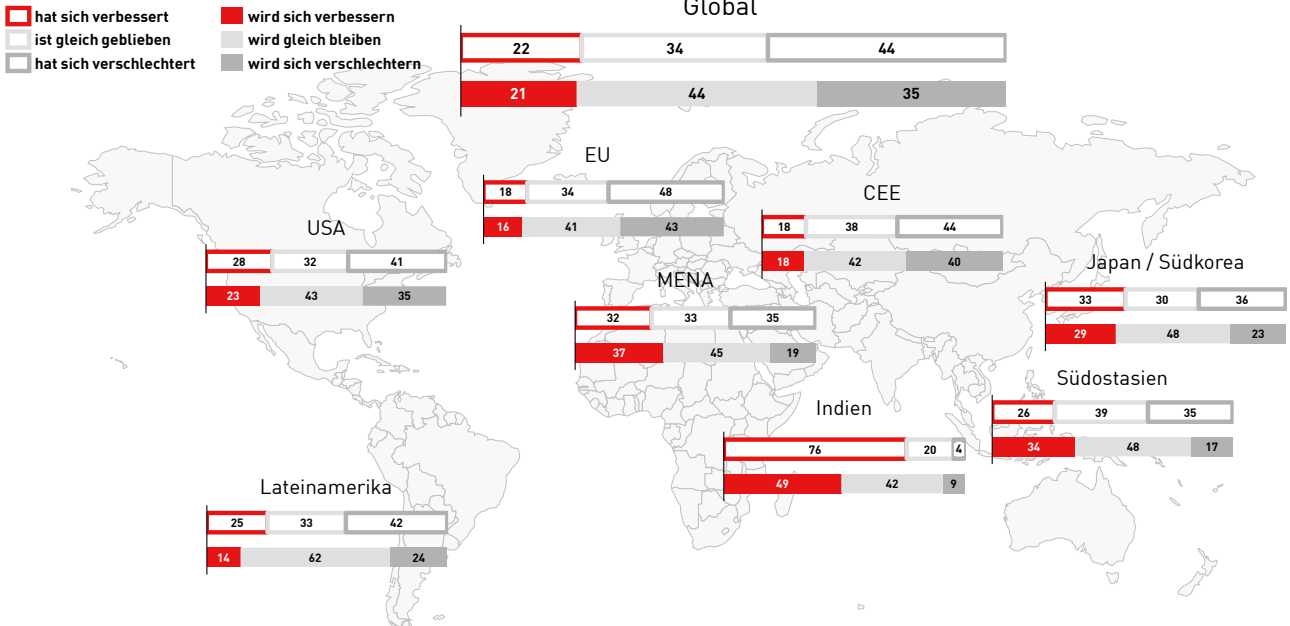 Global
hat sich verbessert
wird sich verbessern
ist gleich geblieben
wird gleich bleiben
hat sich verschlechtert
wird sich verschlechtern
22 34 44
21 44 35
EU
18 34 48
16 41 43
CEE
18 38 44
18 42 40
USA
28 32 41
23 43 35
MENA
32 33 35
37 45 19
Japan / Südkorea
33 30 36
29 48 23
Südostasien
26 39 35
34 48 17
Indien
76 20 4
49 42 9
Lateinamerika
25 33 42
14 62 24